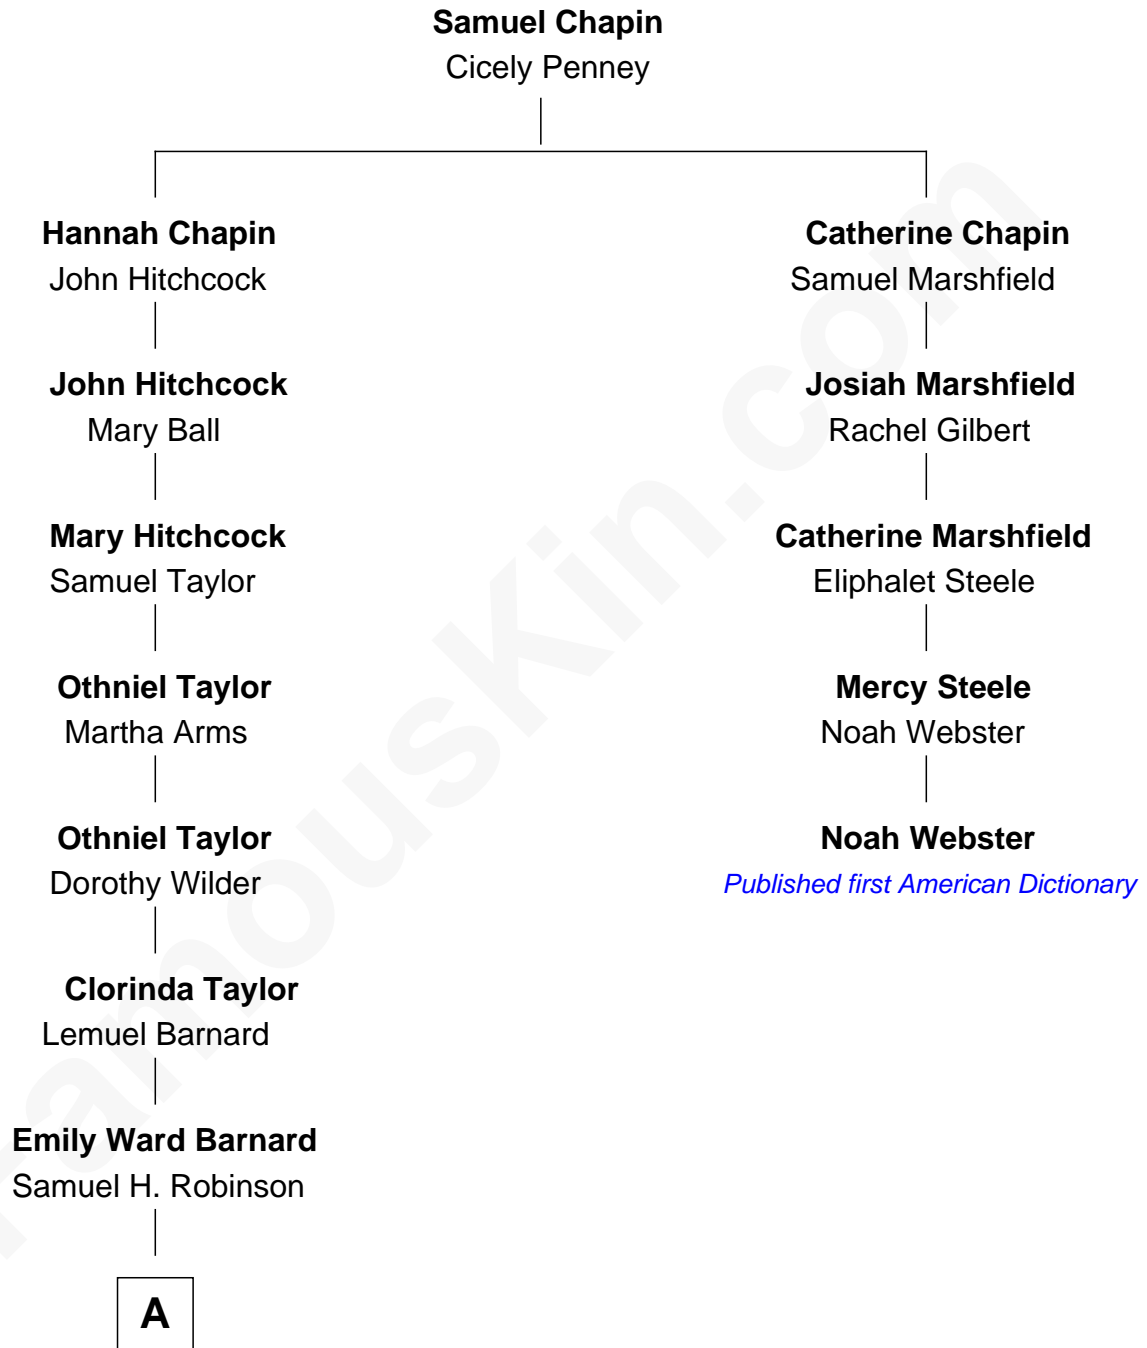 Samuel Chapin
Cicely Penney
Hannah Chapin
John Hitchcock
Catherine Chapin
Samuel Marshfield
John Hitchcock
Mary Ball
Josiah Marshfield
Rachel Gilbert
Mary Hitchcock
Samuel Taylor
Catherine Marshfield
Eliphalet Steele
Othniel Taylor
Martha Arms
Mercy Steele
Noah Webster
Othniel Taylor
Dorothy Wilder
Noah Webster
Published first American Dictionary
Clorinda Taylor
Lemuel Barnard
Emily Ward Barnard
Samuel H. Robinson
A
FamousKin.com